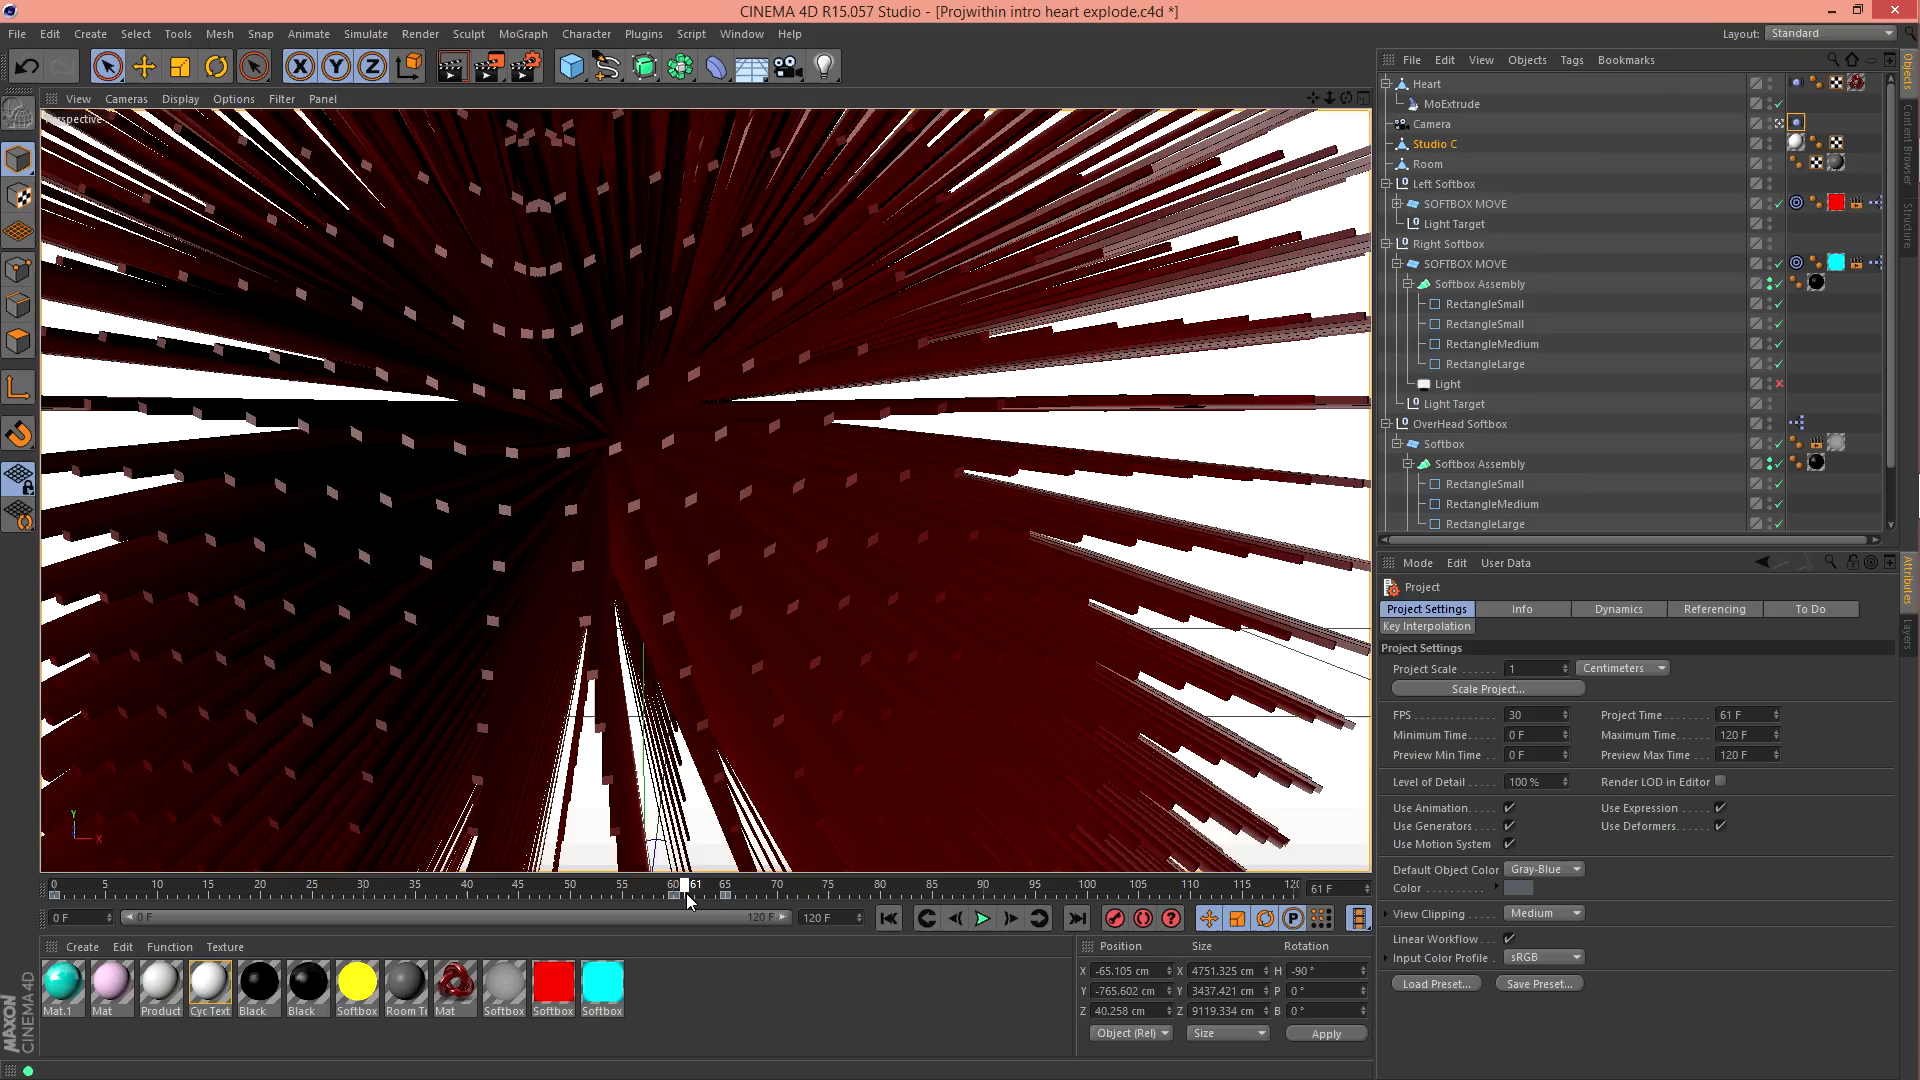 CINEMA 4D R15.057 Studio - [Projwithin intro heart explode.c4d *]
File Edit Create Select Tools Mesh Snap Animate Simulate Render Sculpt MoGraph Character Plugins Script Window Help
Layout: Standard
X Y Z
File Edit View Objects Tags Bookmarks
View Cameras Display Options Filter Panel
Perspective
Heart
MoExtrude
Camera
Studio C
Room
Left Softbox
SOFTBOX MOVE
Light Target
Right Softbox
SOFTBOX MOVE
Softbox Assembly
RectangleSmall
RectangleSmall
RectangleMedium
RectangleLarge
Light
Light Target
OverHead Softbox
Softbox
Softbox Assembly
RectangleSmall
RectangleMedium
RectangleLarge
Objects
Content Browser
Structure
Mode Edit User Data
Project
Project Settings Info Dynamics Referencing To Do
Key Interpolation
Project Settings
Project Scale 1 Centimeters
Scale Project...
FPS 30 Project Time 61 F
Minimum Time 0 F Maximum Time 120 F
Preview Min Time 0 F Preview Max Time 120 F
Level of Detail 100 % Render LOD in Editor
Use Animation Use Expression
Use Generators Use Deformers
Use Motion System
Default Object Color Gray-Blue
Color
View Clipping Medium
Linear Workflow
Input Color Profile sRGB
Load Preset... Save Preset...
Attributes
Layers
Y
X
0 5 10 15 20 25 30 35 40 45 50 55 60 61 65 70 75 80 85 90 95 100 105 110 115 120 61 F
0 F 0 F 120 F 120 F
Create Edit Function Texture
Mat.1 Mat Product Cyc Text Black Black Softbox Room Te Mat Softbox Softbox Softbox
Position Size Rotation
X -65.105 cm X 4751.325 cm H -90 °
Y -765.602 cm Y 3437.421 cm P 0 °
Z 40.258 cm Z 9119.334 cm B 0 °
Object (Rel) Size Apply
MAXON
CINEMA 4D